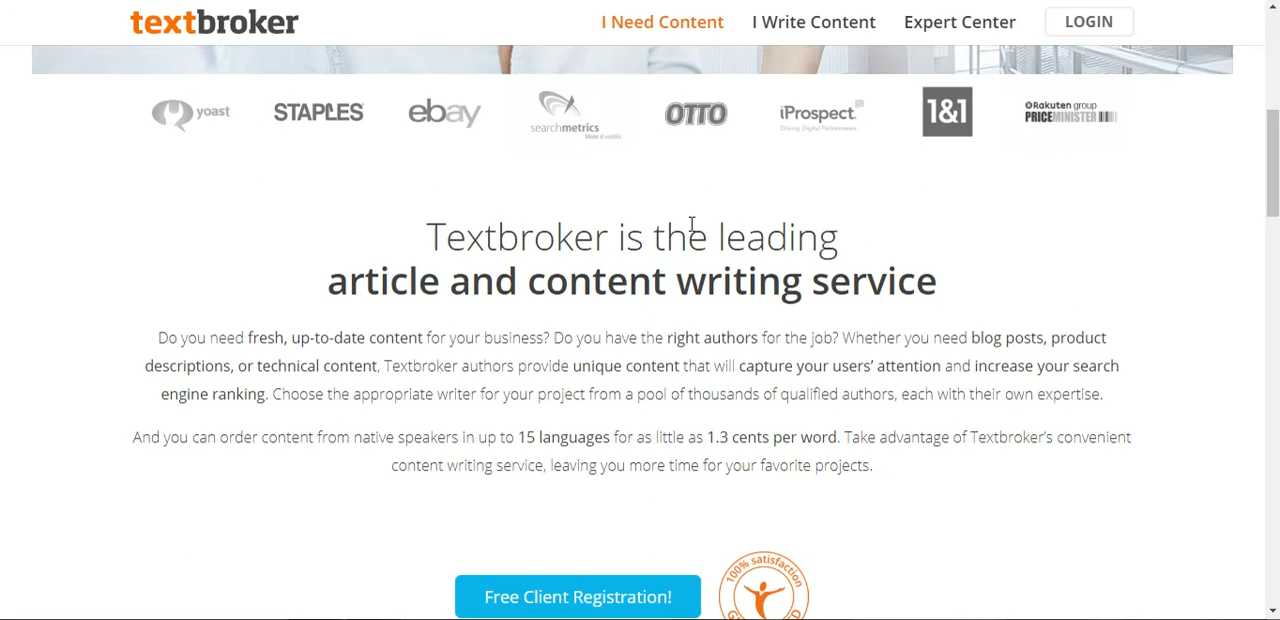 textbroker
I Need Content
I Write Content
Expert Center
LOGIN
yoast
STAPLES
ebay
searchmetrics
Make it visible.
OTTO
iProspect
Driving Digital Performance
1&1
Rakuten group
PRICEMINISTER
Textbroker is the leading
article and content writing service
Do you need fresh, up-to-date content for your business? Do you have the right authors for the job? Whether you need blog posts, product
descriptions, or technical content, Textbroker authors provide unique content that will capture your users’ attention and increase your search
engine ranking. Choose the appropriate writer for your project from a pool of thousands of qualified authors, each with their own expertise.
And you can order content from native speakers in up to 15 languages for as little as 1.3 cents per word. Take advantage of Textbroker’s convenient
content writing service, leaving you more time for your favorite projects.
Free Client Registration!
100% satisfaction